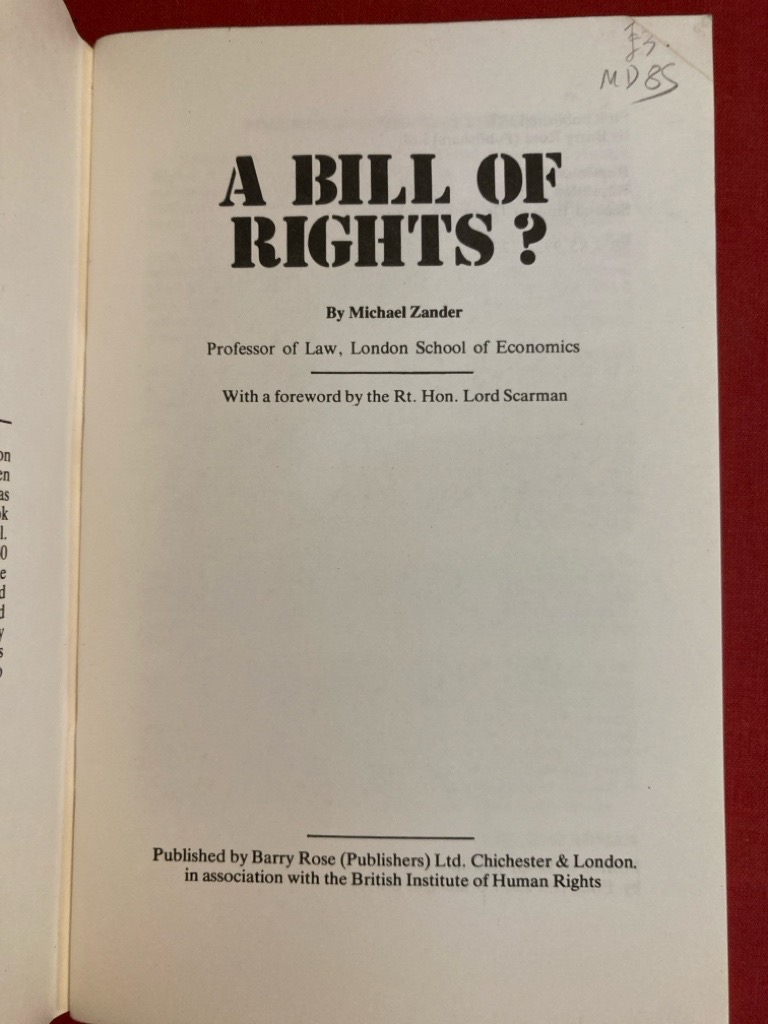 MD85
A BILL OF
RIGHTS ?
By Michael Zander
Professor of Law, London School of Economics
With a foreword by the Rt. Hon. Lord Scarman
Published by Barry Rose (Publishers) Ltd. Chichester & London.
in association with the British Institute of Human Rights